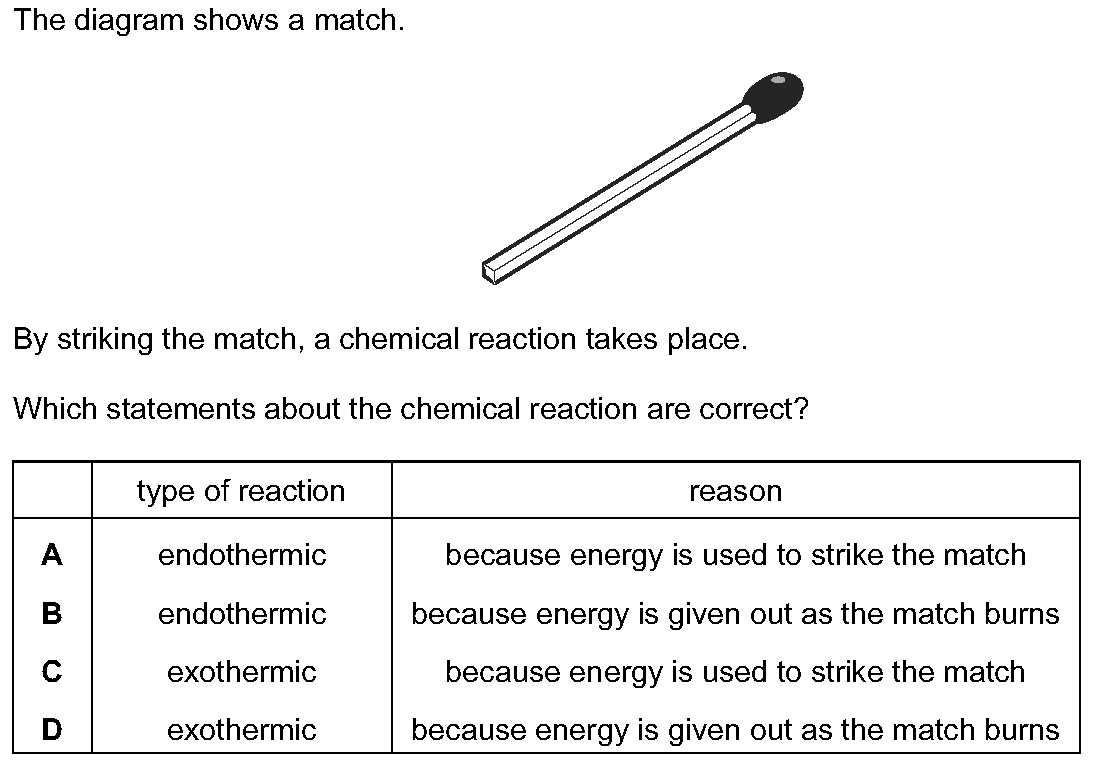 The diagram shows a match.
By striking the match, a chemical reaction takes place.
Which statements about the chemical reaction are correct?
type of reaction reason
A endothermic because energy is used to strike the match
B endothermic because energy is given out as the match burns
C exothermic because energy is used to strike the match
D exothermic because energy is given out as the match burns